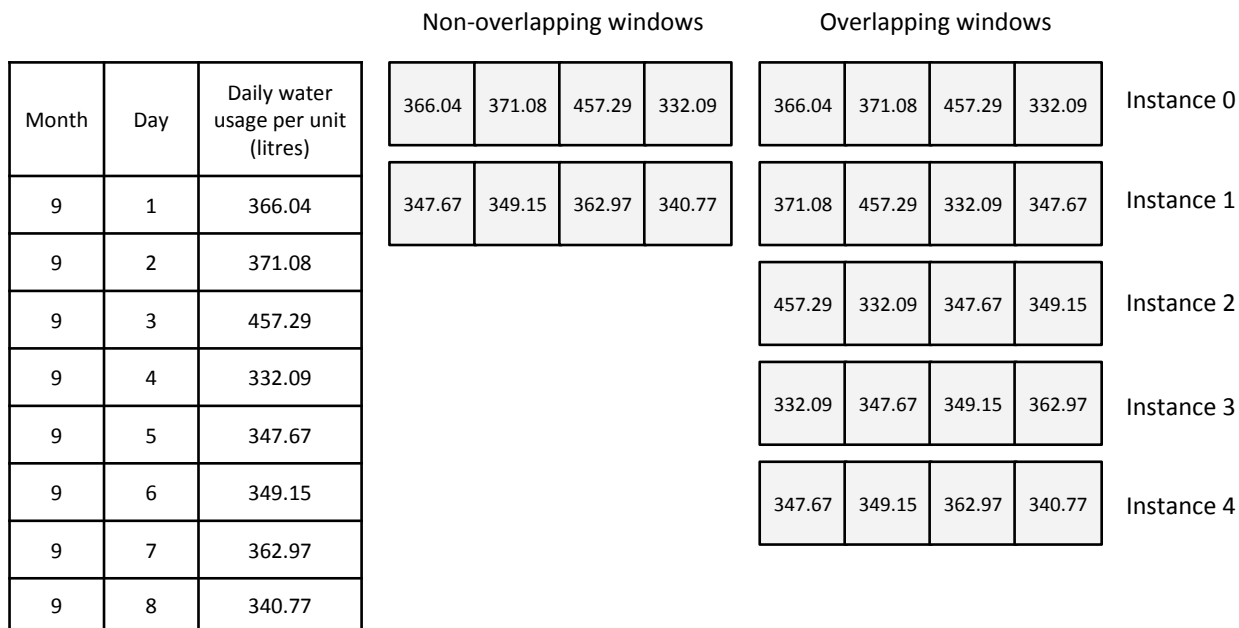 Non-overlapping windows Overlapping windows
Month Day Daily water usage per unit (litres)
9 1 366.04
9 2 371.08
9 3 457.29
9 4 332.09
9 5 347.67
9 6 349.15
9 7 362.97
9 8 340.77
366.04 371.08 457.29 332.09
347.67 349.15 362.97 340.77
366.04 371.08 457.29 332.09 Instance 0
371.08 457.29 332.09 347.67 Instance 1
457.29 332.09 347.67 349.15 Instance 2
332.09 347.67 349.15 362.97 Instance 3
347.67 349.15 362.97 340.77 Instance 4